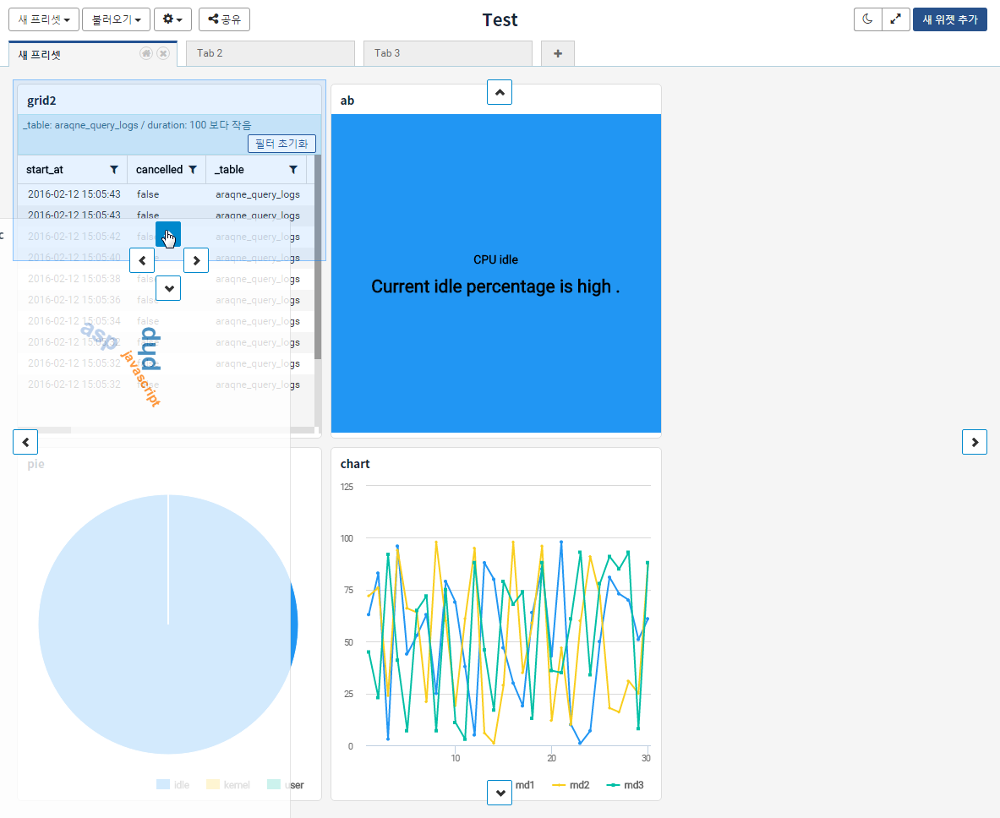 새 프리셋 불러오기 공유 Test 새 위젯 추가
새 프리셋 Tab 2 Tab 3
grid2
_table: araqne_query_logs / duration: 100 보다 작음
필터 초기화
start_at cancelled _table
2016-02-12 15:05:43 false araqne_query_logs
2016-02-12 15:05:43 false araqne_query_logs
2016-02-12 15:05:42 false araqne_query_logs
2016-02-12 15:05:40 araqne_query_logs
2016-02-12 15:05:38 false araqne_query_logs
2016-02-12 15:05:36 false araqne_query_logs
2016-02-12 15:05:34 false araqne_query_logs
2016-02-12 15:05:32 false araqne_query_logs
2016-02-12 15:05:32 false araqne_query_logs
2016-02-12 15:05:32 false araqne_query_logs
c
asp
php
javascript
ab
CPU idle
Current idle percentage is high .
pie
idle kernel user
chart
125
100
75
50
25
0
10 20 30
rnd1 rnd2 rnd3